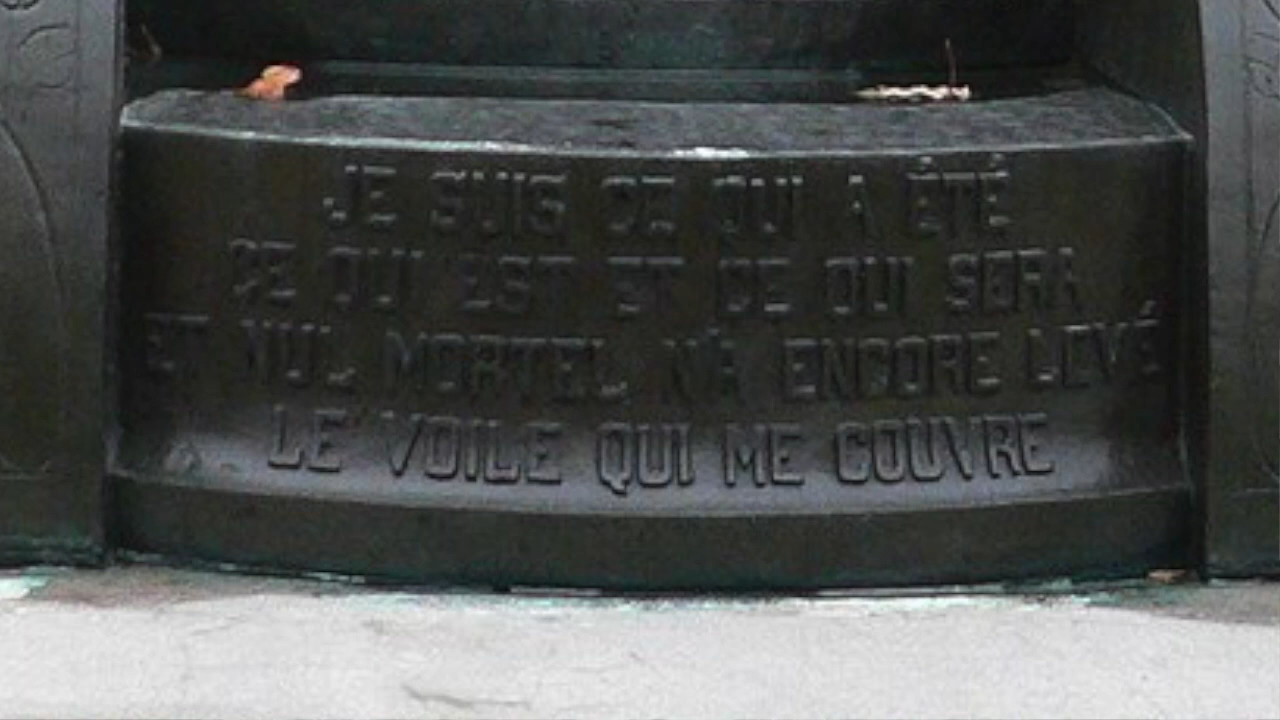 JE SUIS CE QUI A ÉTÉ
CE QUI EST ET CE QUI SERA
ET NUL MORTEL N'A ENCORE LEVÉ
LE VOILE QUI ME COUVRE